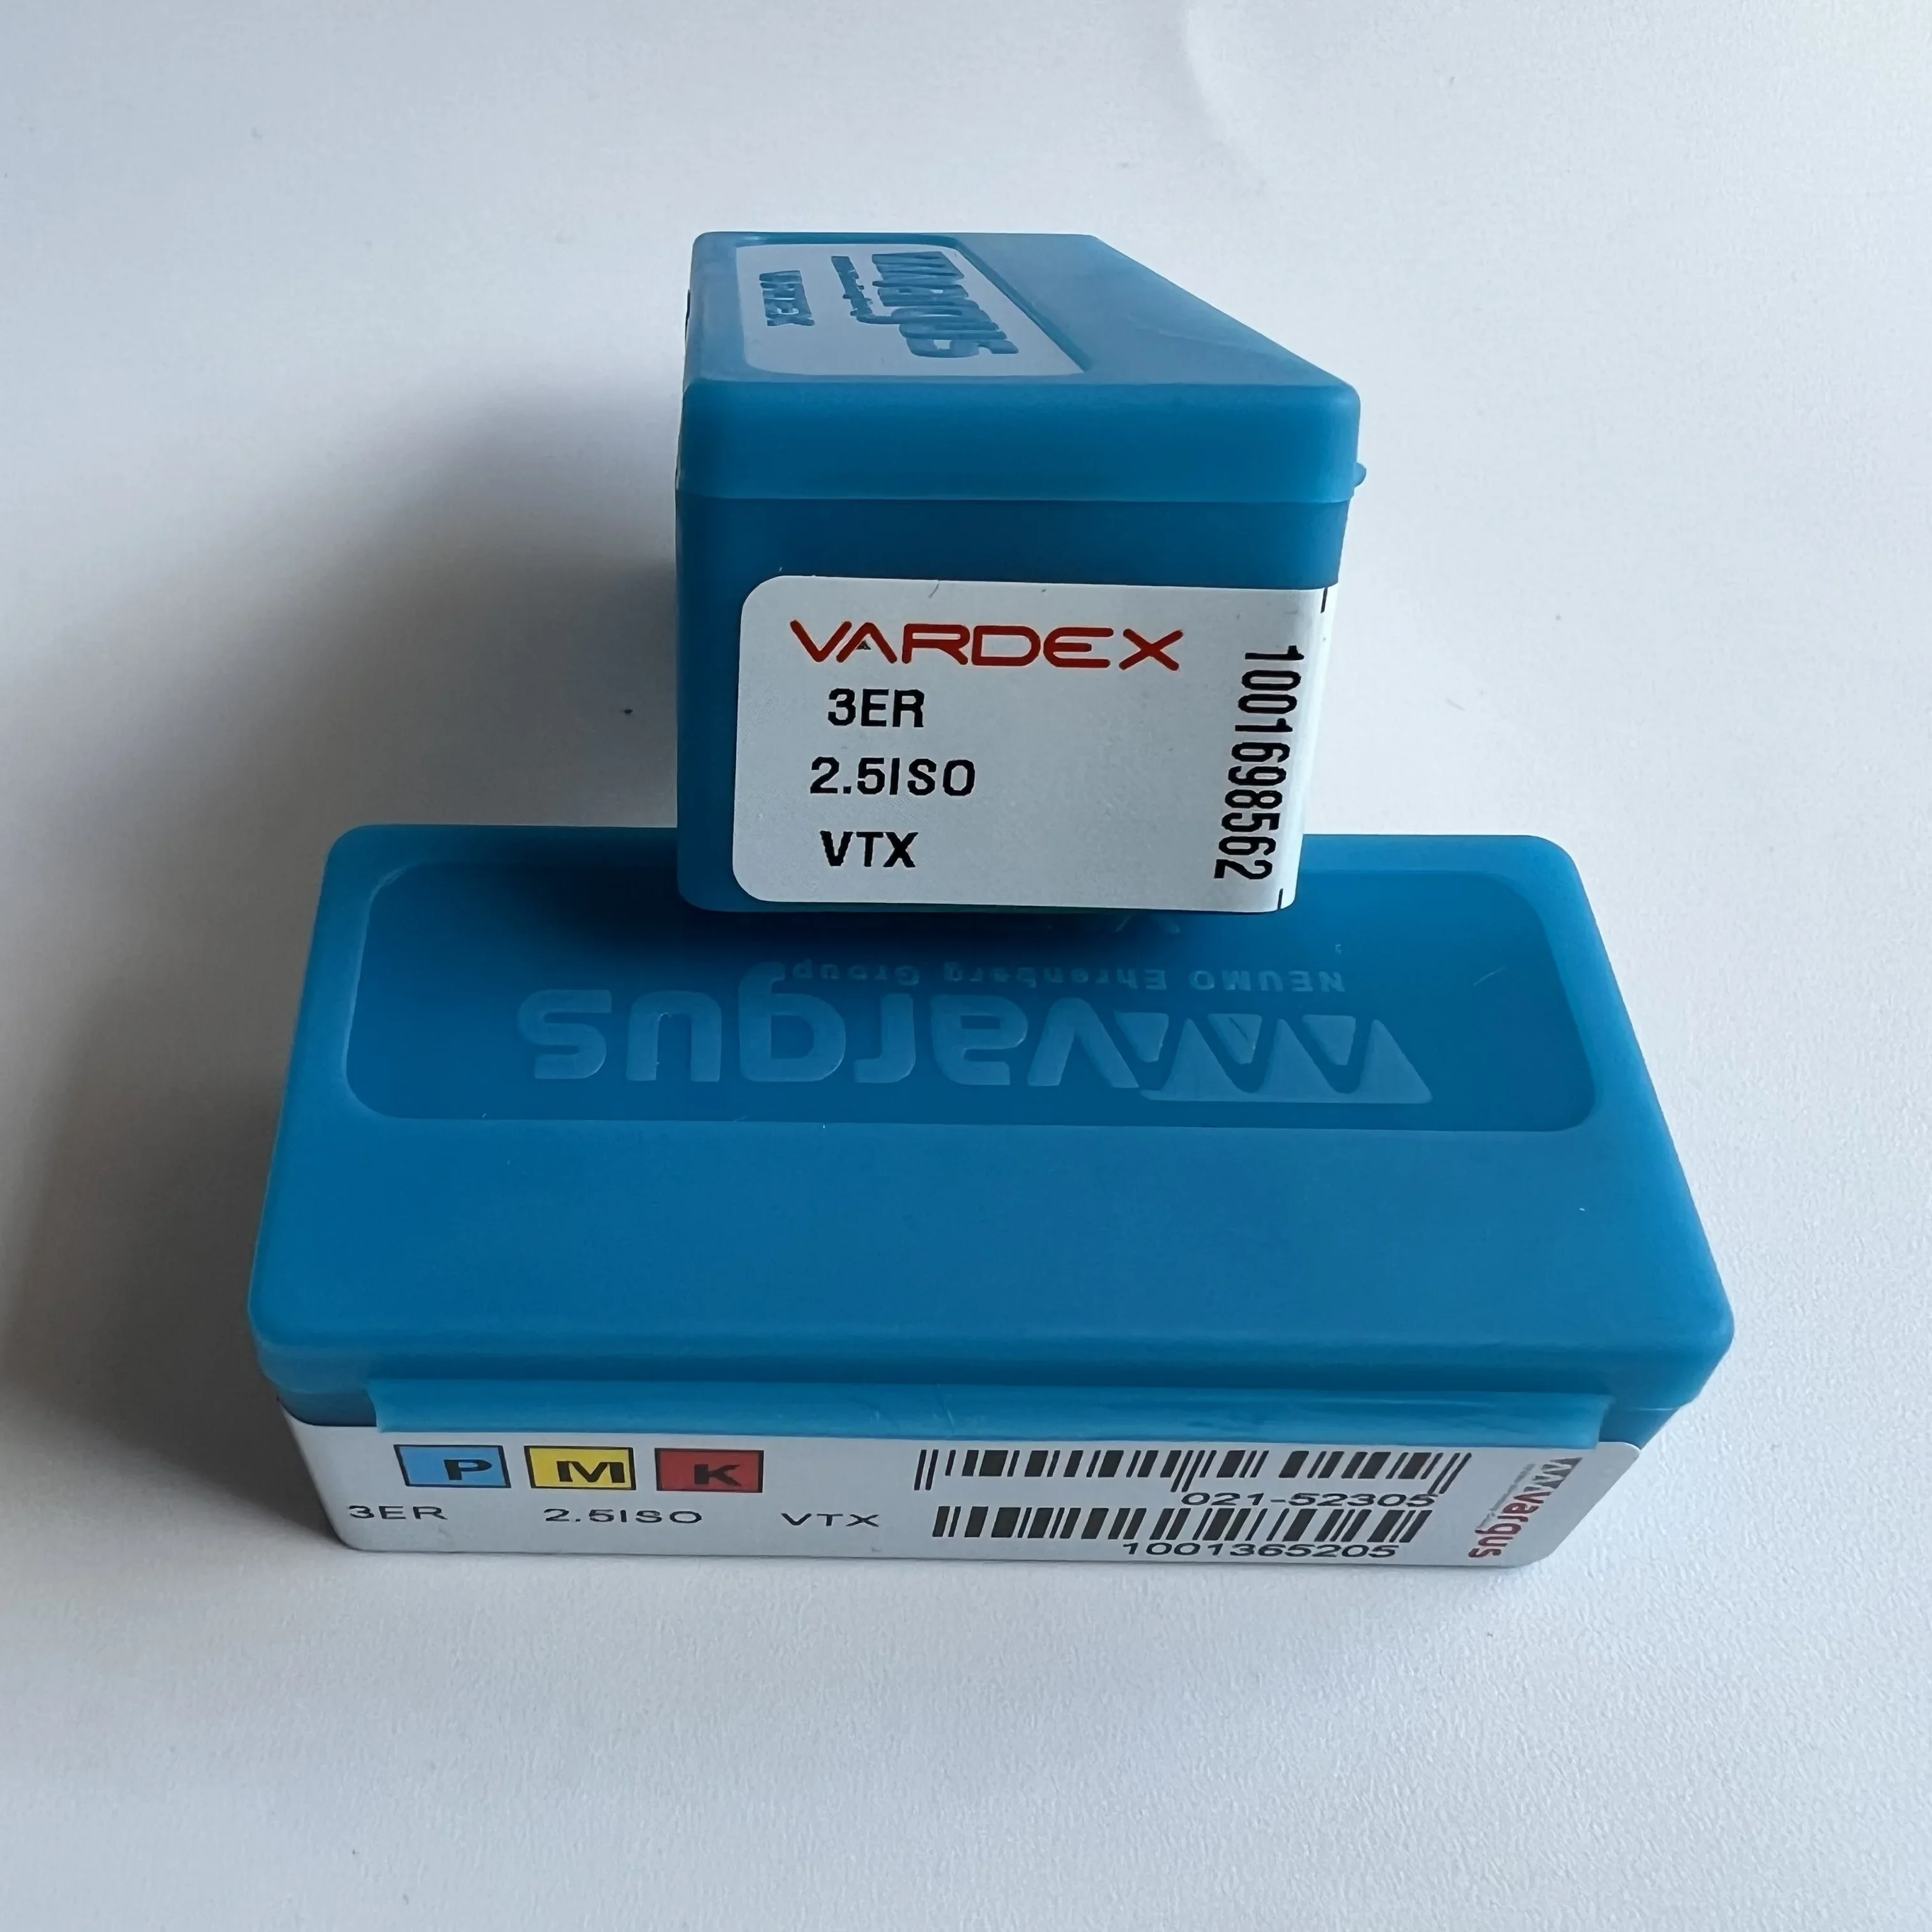 vargus
VARDEX
VARDEX
3ER
2.5ISO
VTX
1001698562
NEUMO Ehrenberg Group
vargus
P M K
3ER 2.5ISO VTX
021-52305
1001365205
vargus